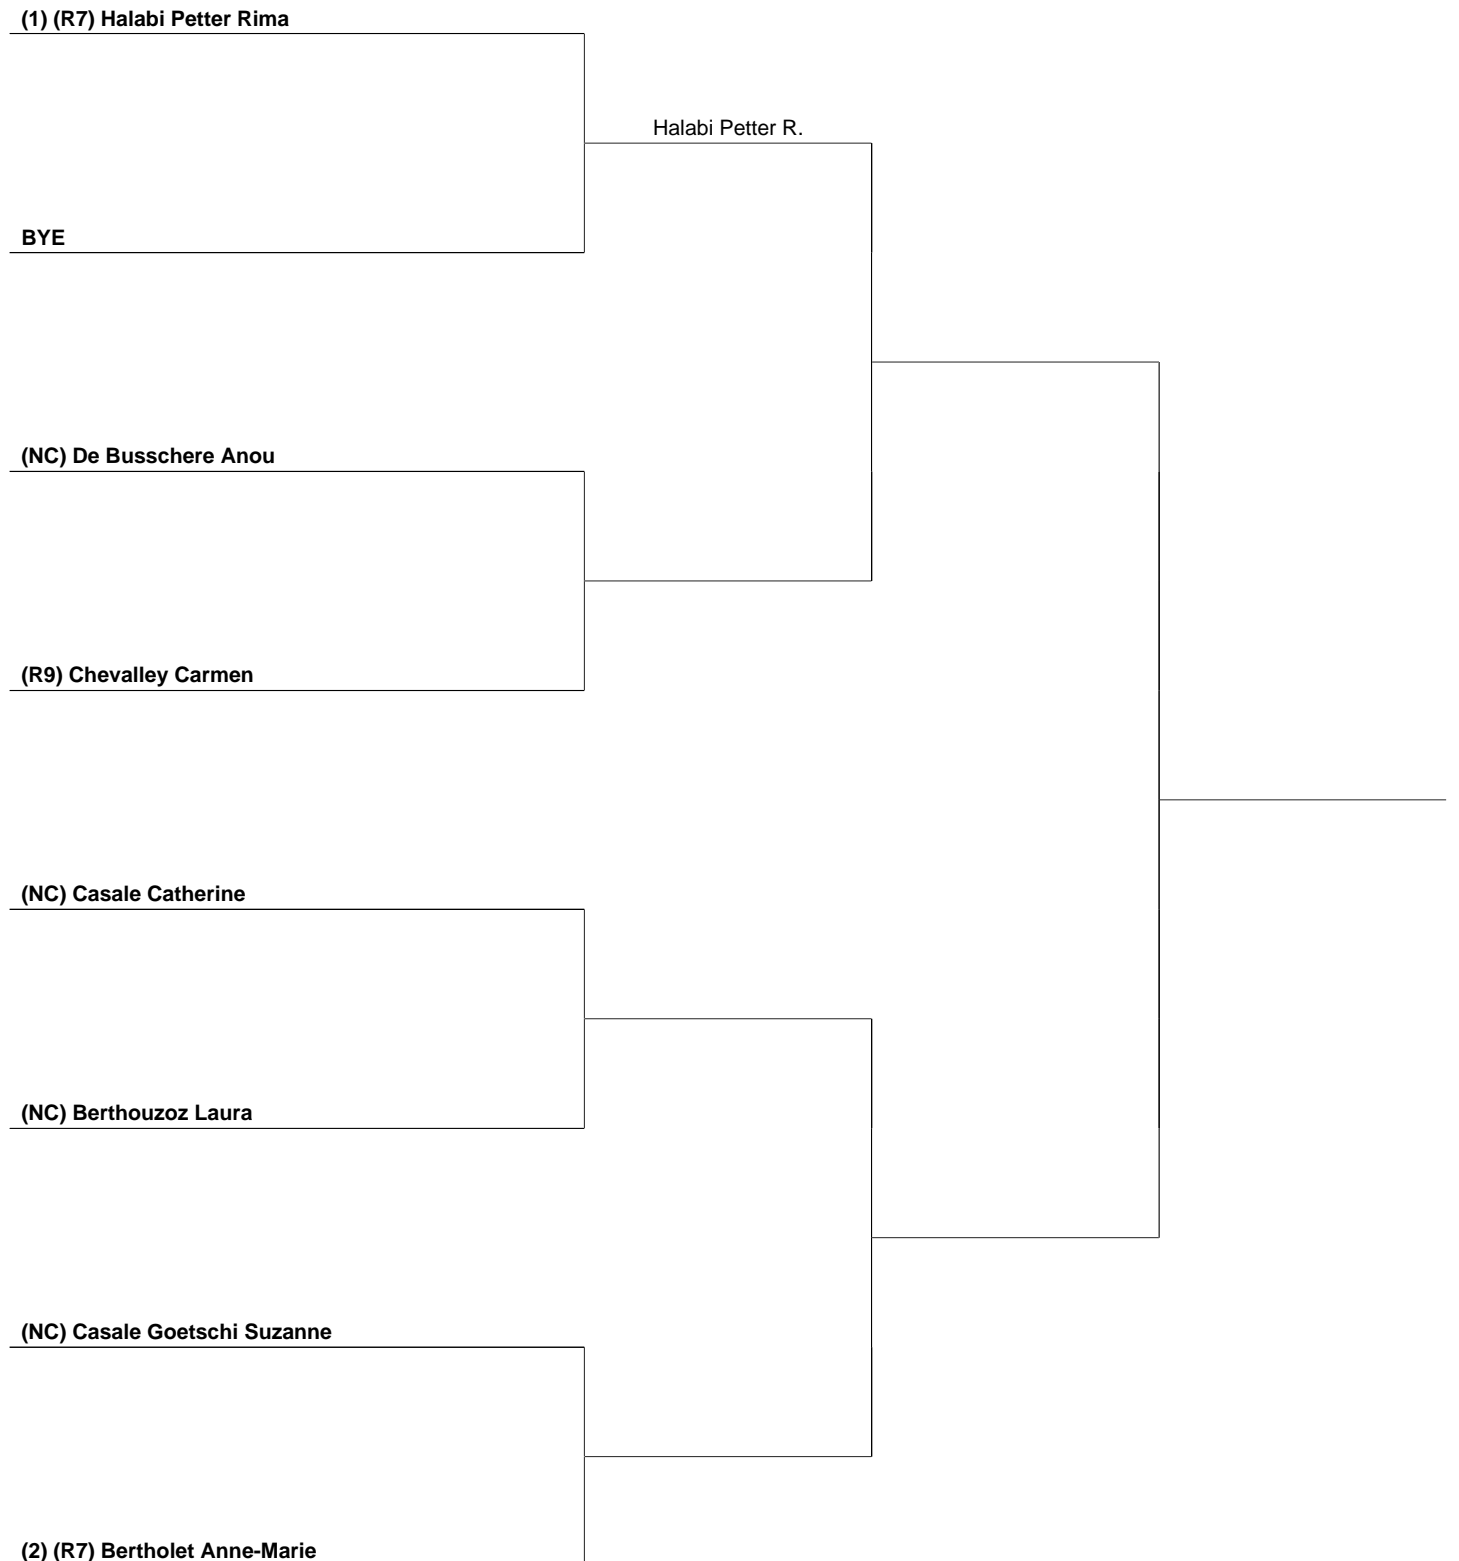 (1) (R7) Halabi Petter Rima
Halabi Petter R.
BYE
(NC) De Busschere Anou
(R9) Chevalley Carmen
(NC) Casale Catherine
(NC) Berthouzoz Laura
(NC) Casale Goetschi Suzanne
(2) (R7) Bertholet Anne-Marie